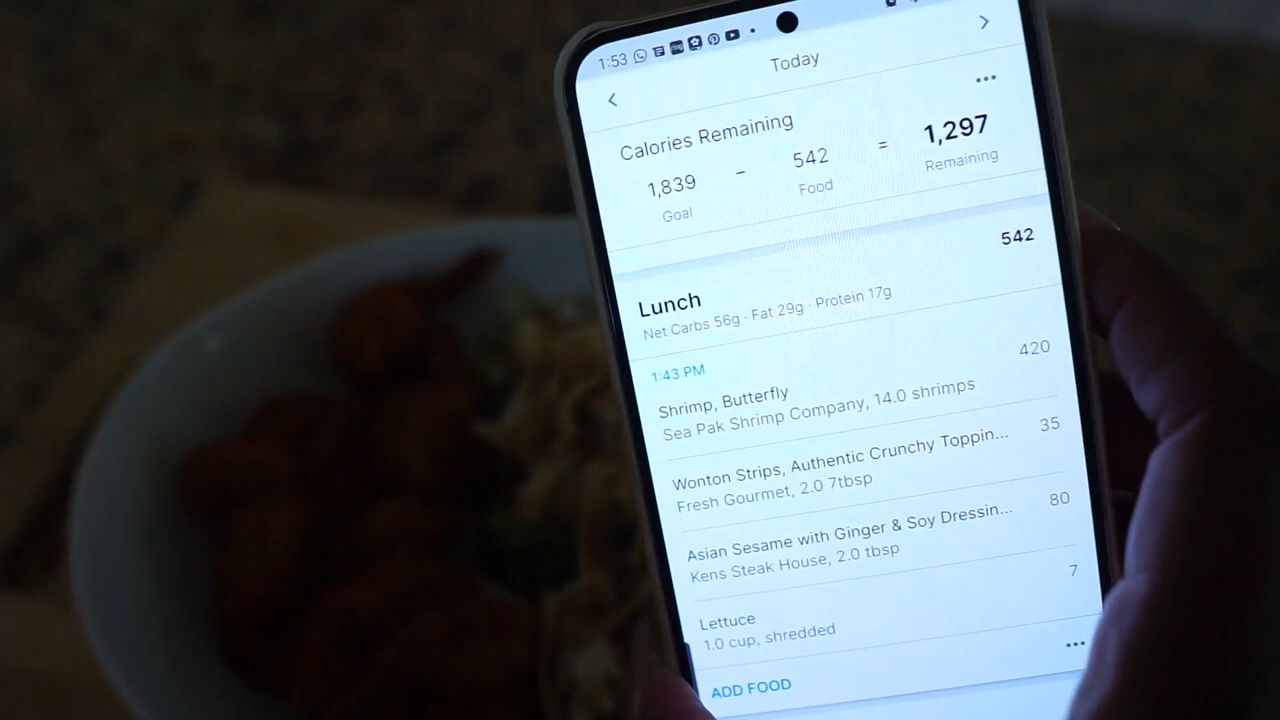 1:53
Today
Calories Remaining
1,839 - 542 = 1,297
Goal Food Remaining
Lunch 542
Net Carbs 56g · Fat 29g · Protein 17g
1:43 PM
Shrimp, Butterfly 420
Sea Pak Shrimp Company, 14.0 shrimps
Wonton Strips, Authentic Crunchy Toppin... 35
Fresh Gourmet, 2.0 7tbsp
Asian Sesame with Ginger & Soy Dressin... 80
Kens Steak House, 2.0 tbsp
Lettuce 7
1.0 cup, shredded
ADD FOOD